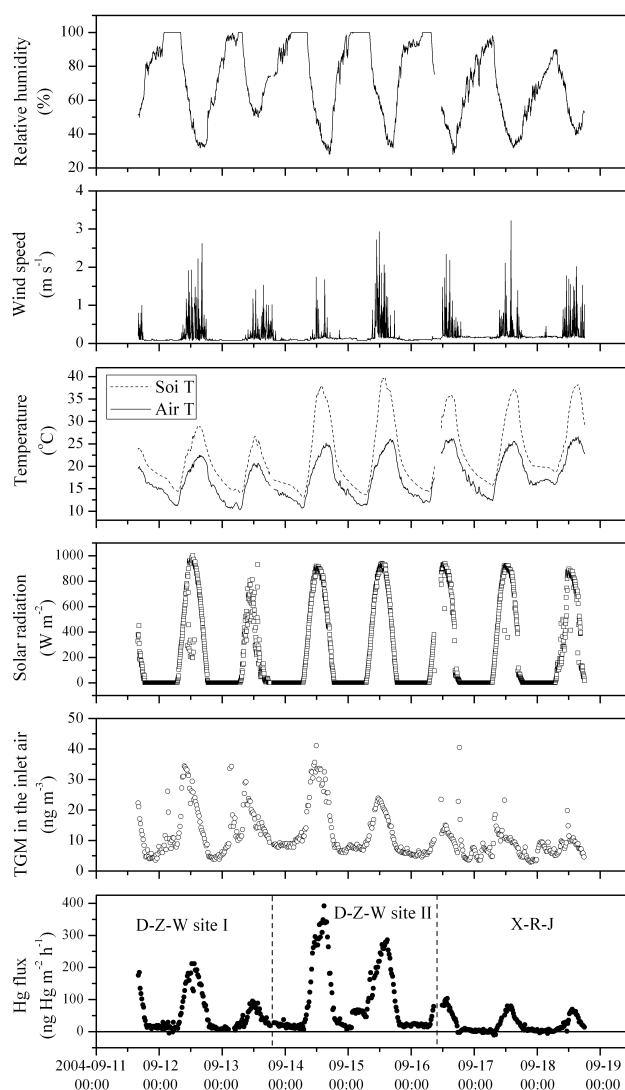 Relative humidity
(%)
100
80
60
40
20
Wind speed
(m s⁻¹)
4
3
2
1
0
Temperature
(°C)
40
35
30
25
20
15
10
Soi T
Air T
Solar radiation
(W m⁻²)
1000
800
600
400
200
0
TGM in the inlet air
(ng m⁻³)
50
40
30
20
10
0
Hg flux
(ng Hg m⁻² h⁻¹)
400
300
200
100
0
D-Z-W site I
D-Z-W site II
X-R-J
2004-09-11 09-12 09-13 09-14 09-15 09-16 09-17 09-18 09-19
00:00 00:00 00:00 00:00 00:00 00:00 00:00 00:00 00:00